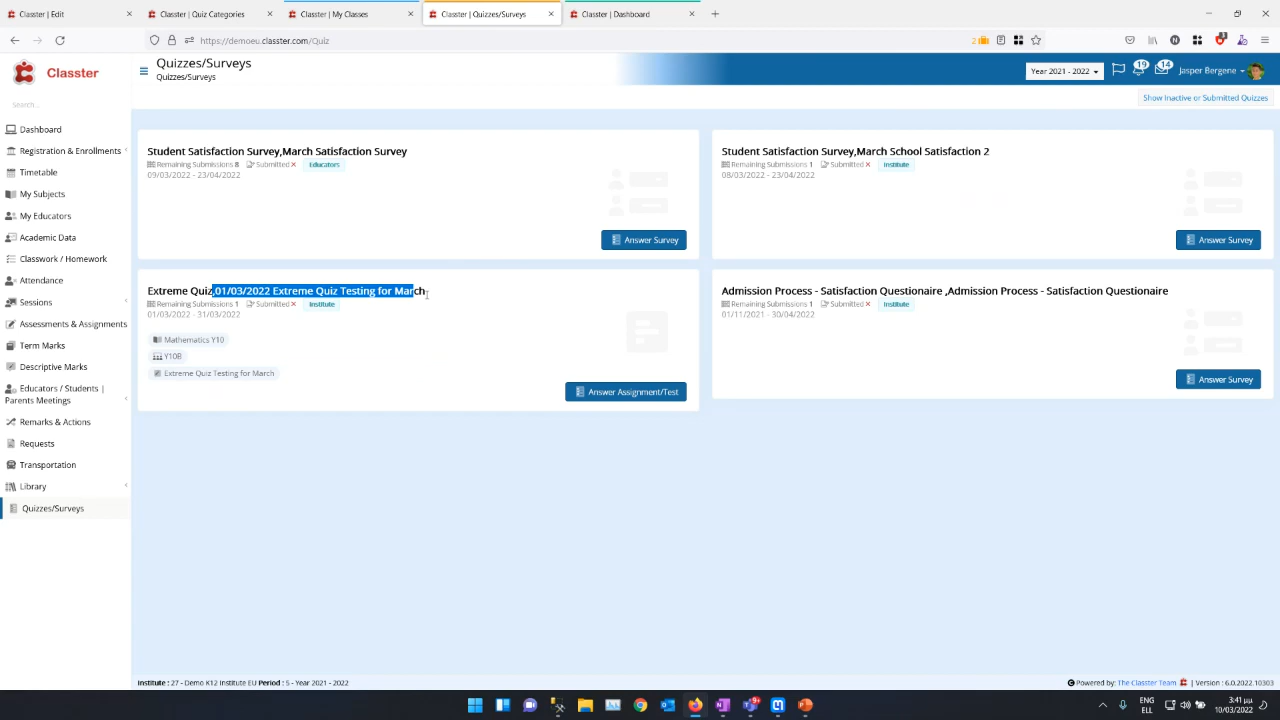 Classter | Edit
Classter | Quiz Categories
Classter | My Classes
Classter | Quizzes/Surveys
Classter | Dashboard
https://demoeu.classter.com/Quiz
2
Classter
Quizzes/Surveys
Quizzes/Surveys
Year 2021 - 2022
19
14
Jasper Bergene
Search...
Show Inactive or Submitted Quizzes
Dashboard
Registration & Enrollments
Timetable
My Subjects
My Educators
Academic Data
Classwork / Homework
Attendance
Sessions
Assessments & Assignments
Term Marks
Descriptive Marks
Educators / Students |
Parents Meetings
Remarks & Actions
Requests
Transportation
Library
Quizzes/Surveys
Student Satisfaction Survey,March Satisfaction Survey
Remaining Submissions 8 Submitted Educators
09/03/2022 - 23/04/2022
Answer Survey
Student Satisfaction Survey,March School Satisfaction 2
Remaining Submissions 1 Submitted Institute
08/03/2022 - 23/04/2022
Answer Survey
Extreme Quiz,01/03/2022 Extreme Quiz Testing for March
Remaining Submissions 1 Submitted Institute
01/03/2022 - 31/03/2022
Mathematics Y10
Y10B
Extreme Quiz Testing for March
Answer Assignment/Test
Admission Process - Satisfaction Questionaire ,Admission Process - Satisfaction Questionaire
Remaining Submissions 1 Submitted Institute
01/11/2021 - 30/04/2022
Answer Survey
Institute : 27 - Demo K12 Institute EU Period : 5 - Year 2021 - 2022
Powered by: The Classter Team | Version : 6.0.2022.10303
ENG
ΕΛΛ
3:41 μμ
10/03/2022